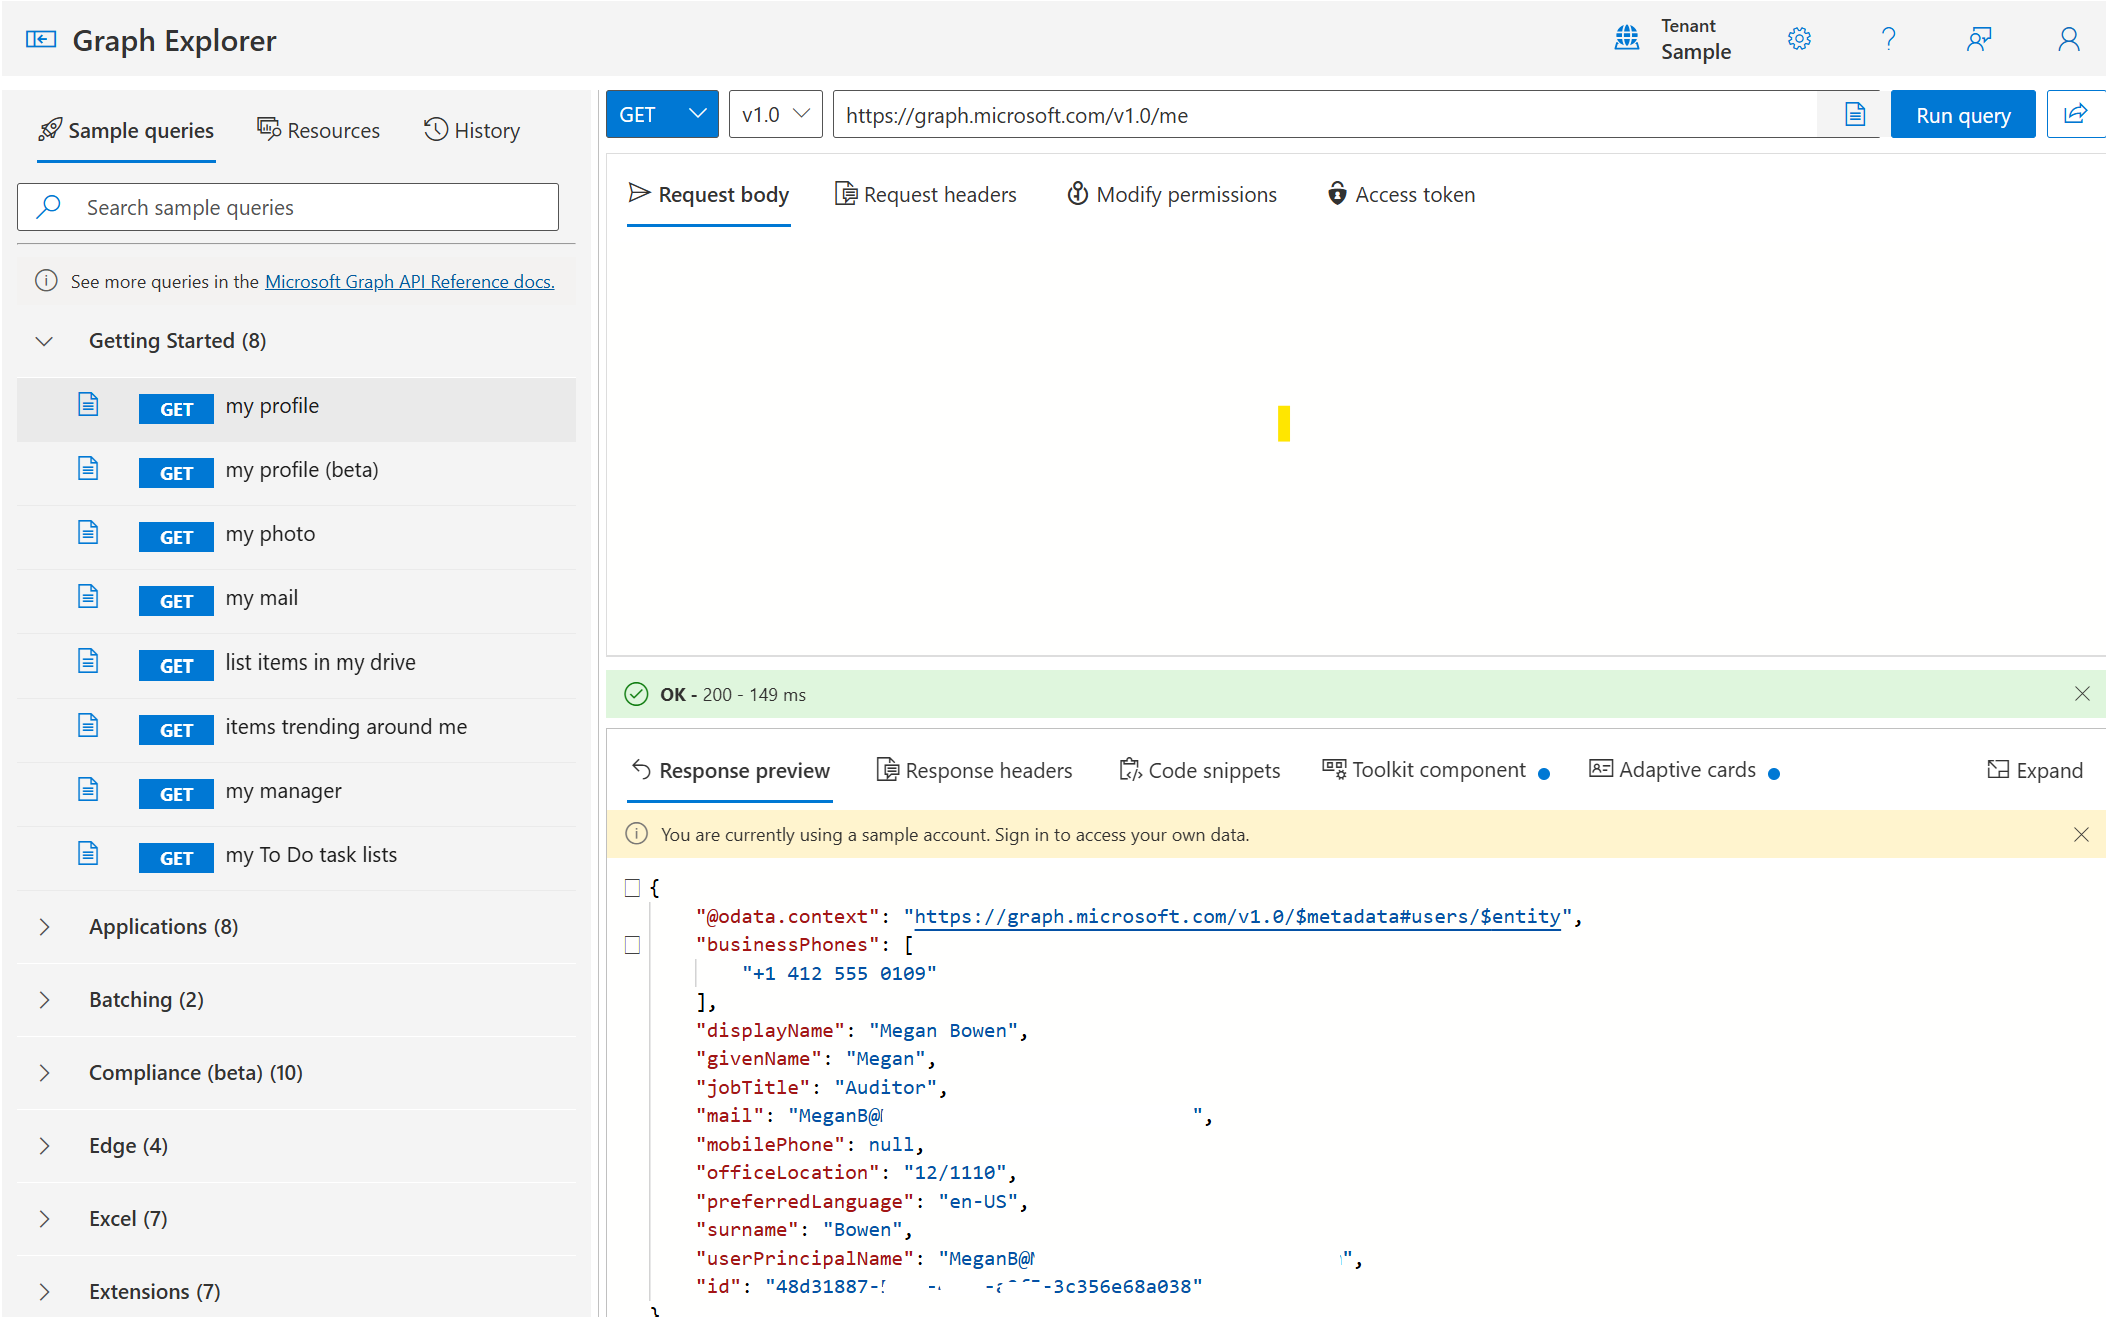 Graph Explorer
Tenant
Sample
Sample queries
Resources
History
Search sample queries
See more queries in the Microsoft Graph API Reference docs.
Getting Started (8)
GET my profile
GET my profile (beta)
GET my photo
GET my mail
GET list items in my drive
GET items trending around me
GET my manager
GET my To Do task lists
Applications (8)
Batching (2)
Compliance (beta) (10)
Edge (4)
Excel (7)
Extensions (7)
GET
v1.0
https://graph.microsoft.com/v1.0/me
Run query
Request body
Request headers
Modify permissions
Access token
OK - 200 - 149 ms
Response preview
Response headers
Code snippets
Toolkit component
Adaptive cards
Expand
You are currently using a sample account. Sign in to access your own data.
{
"@odata.context": "https://graph.microsoft.com/v1.0/$metadata#users/$entity",
"businessPhones": [
"+1 412 555 0109"
],
"displayName": "Megan Bowen",
"givenName": "Megan",
"jobTitle": "Auditor",
"mail": "MeganB@ ",
"mobilePhone": null,
"officeLocation": "12/1110",
"preferredLanguage": "en-US",
"surname": "Bowen",
"userPrincipalName": "MeganB@ ",
"id": "48d31887- - - -3c356e68a038"
}